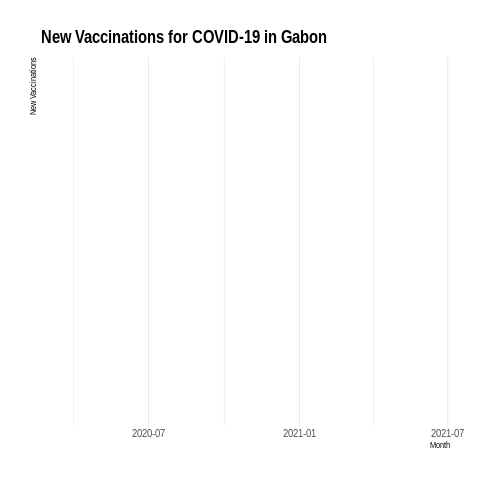 New Vaccinations for COVID-19 in Gabon
New Vaccinations
2020-07
2021-01
2021-07
Month